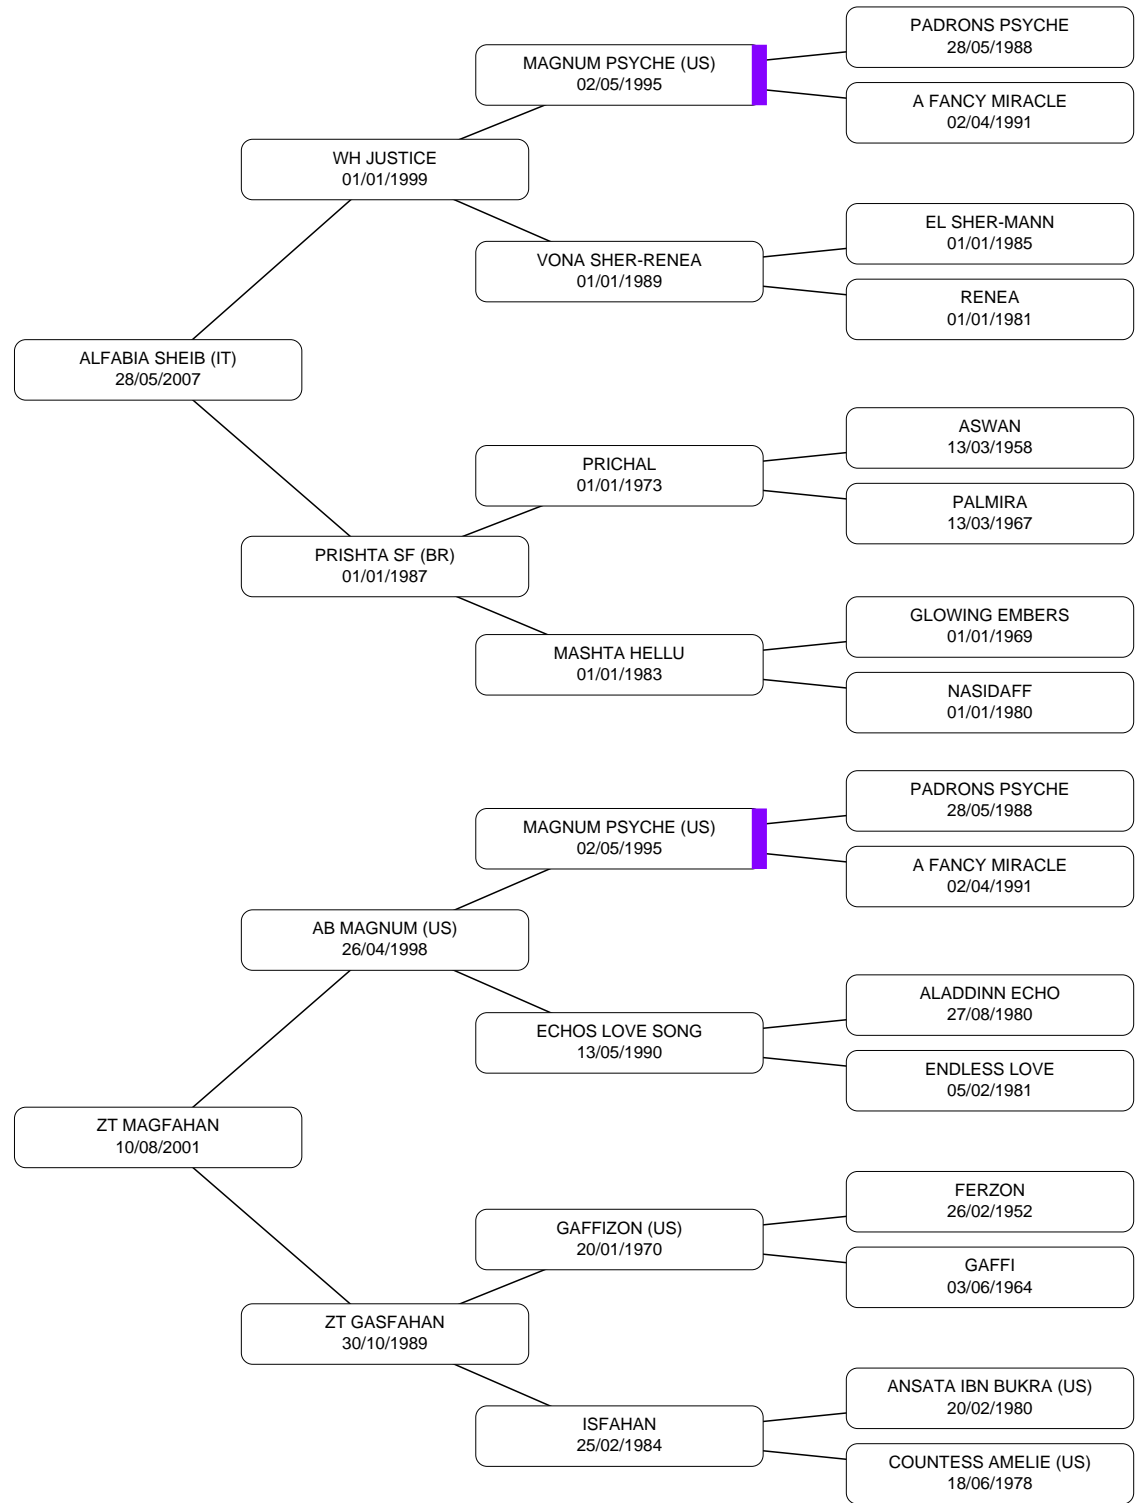 PADRONS PSYCHE
28/05/1988
MAGNUM PSYCHE (US)
02/05/1995
A FANCY MIRACLE
02/04/1991
WH JUSTICE
01/01/1999
EL SHER-MANN
01/01/1985
VONA SHER-RENEA
01/01/1989
RENEA
01/01/1981
ALFABIA SHEIB (IT)
28/05/2007
ASWAN
13/03/1958
PRICHAL
01/01/1973
PALMIRA
13/03/1967
PRISHTA SF (BR)
01/01/1987
GLOWING EMBERS
01/01/1969
MASHTA HELLU
01/01/1983
NASIDAFF
01/01/1980
PADRONS PSYCHE
28/05/1988
MAGNUM PSYCHE (US)
02/05/1995
A FANCY MIRACLE
02/04/1991
AB MAGNUM (US)
26/04/1998
ALADDINN ECHO
27/08/1980
ECHOS LOVE SONG
13/05/1990
ENDLESS LOVE
05/02/1981
ZT MAGFAHAN
10/08/2001
FERZON
26/02/1952
GAFFIZON (US)
20/01/1970
GAFFI
03/06/1964
ZT GASFAHAN
30/10/1989
ANSATA IBN BUKRA (US)
20/02/1980
ISFAHAN
25/02/1984
COUNTESS AMELIE (US)
18/06/1978